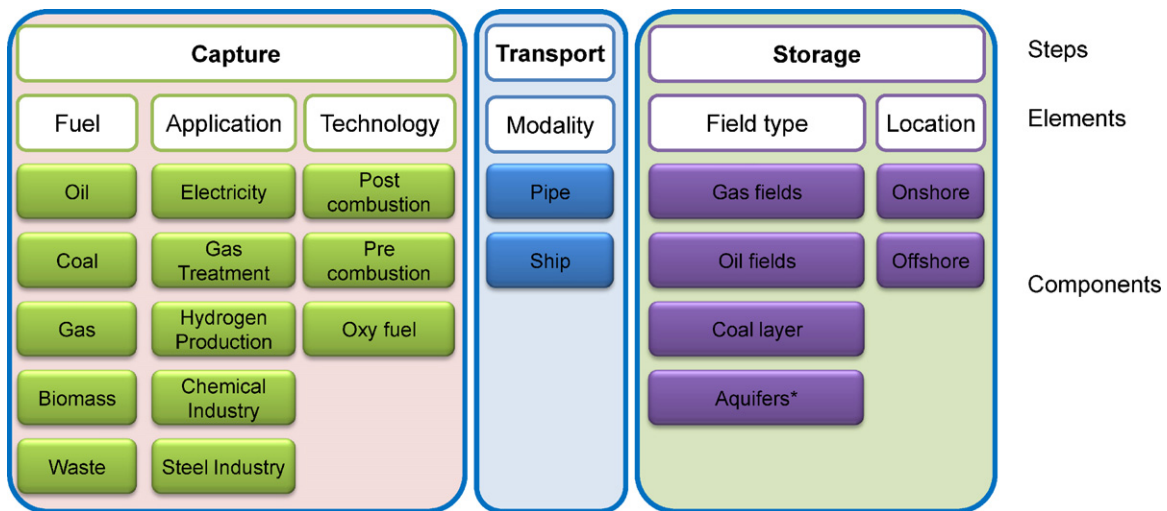 Capture
Transport
Storage
Steps
Fuel
Application
Technology
Modality
Field type
Location
Elements
Oil
Electricity
Post
combustion
Pipe
Gas fields
Onshore
Coal
Gas
Treatment
Pre
combustion
Ship
Oil fields
Offshore
Components
Gas
Hydrogen
Production
Oxy fuel
Coal layer
Biomass
Chemical
Industry
Aquifers*
Waste
Steel Industry